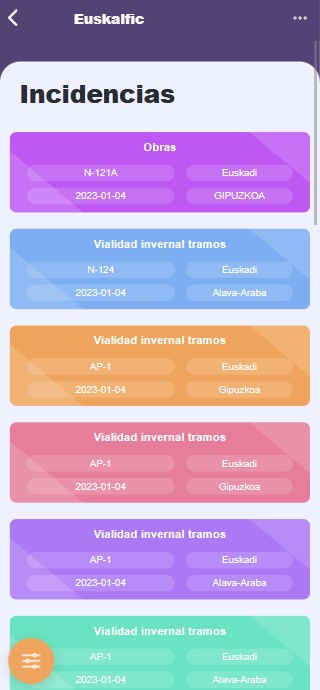 Euskalfic
Incidencias
Obras
N-121A Euskadi
2023-01-04 GIPUZKOA
Vialidad invernal tramos
N-124 Euskadi
2023-01-04 Alava-Araba
Vialidad invernal tramos
AP-1 Euskadi
2023-01-04 Gipuzkoa
Vialidad invernal tramos
AP-1 Euskadi
2023-01-04 Gipuzkoa
Vialidad invernal tramos
AP-1 Euskadi
2023-01-04 Alava-Araba
Vialidad invernal tramos
AP-1 Euskadi
2023-01-04 Alava-Araba